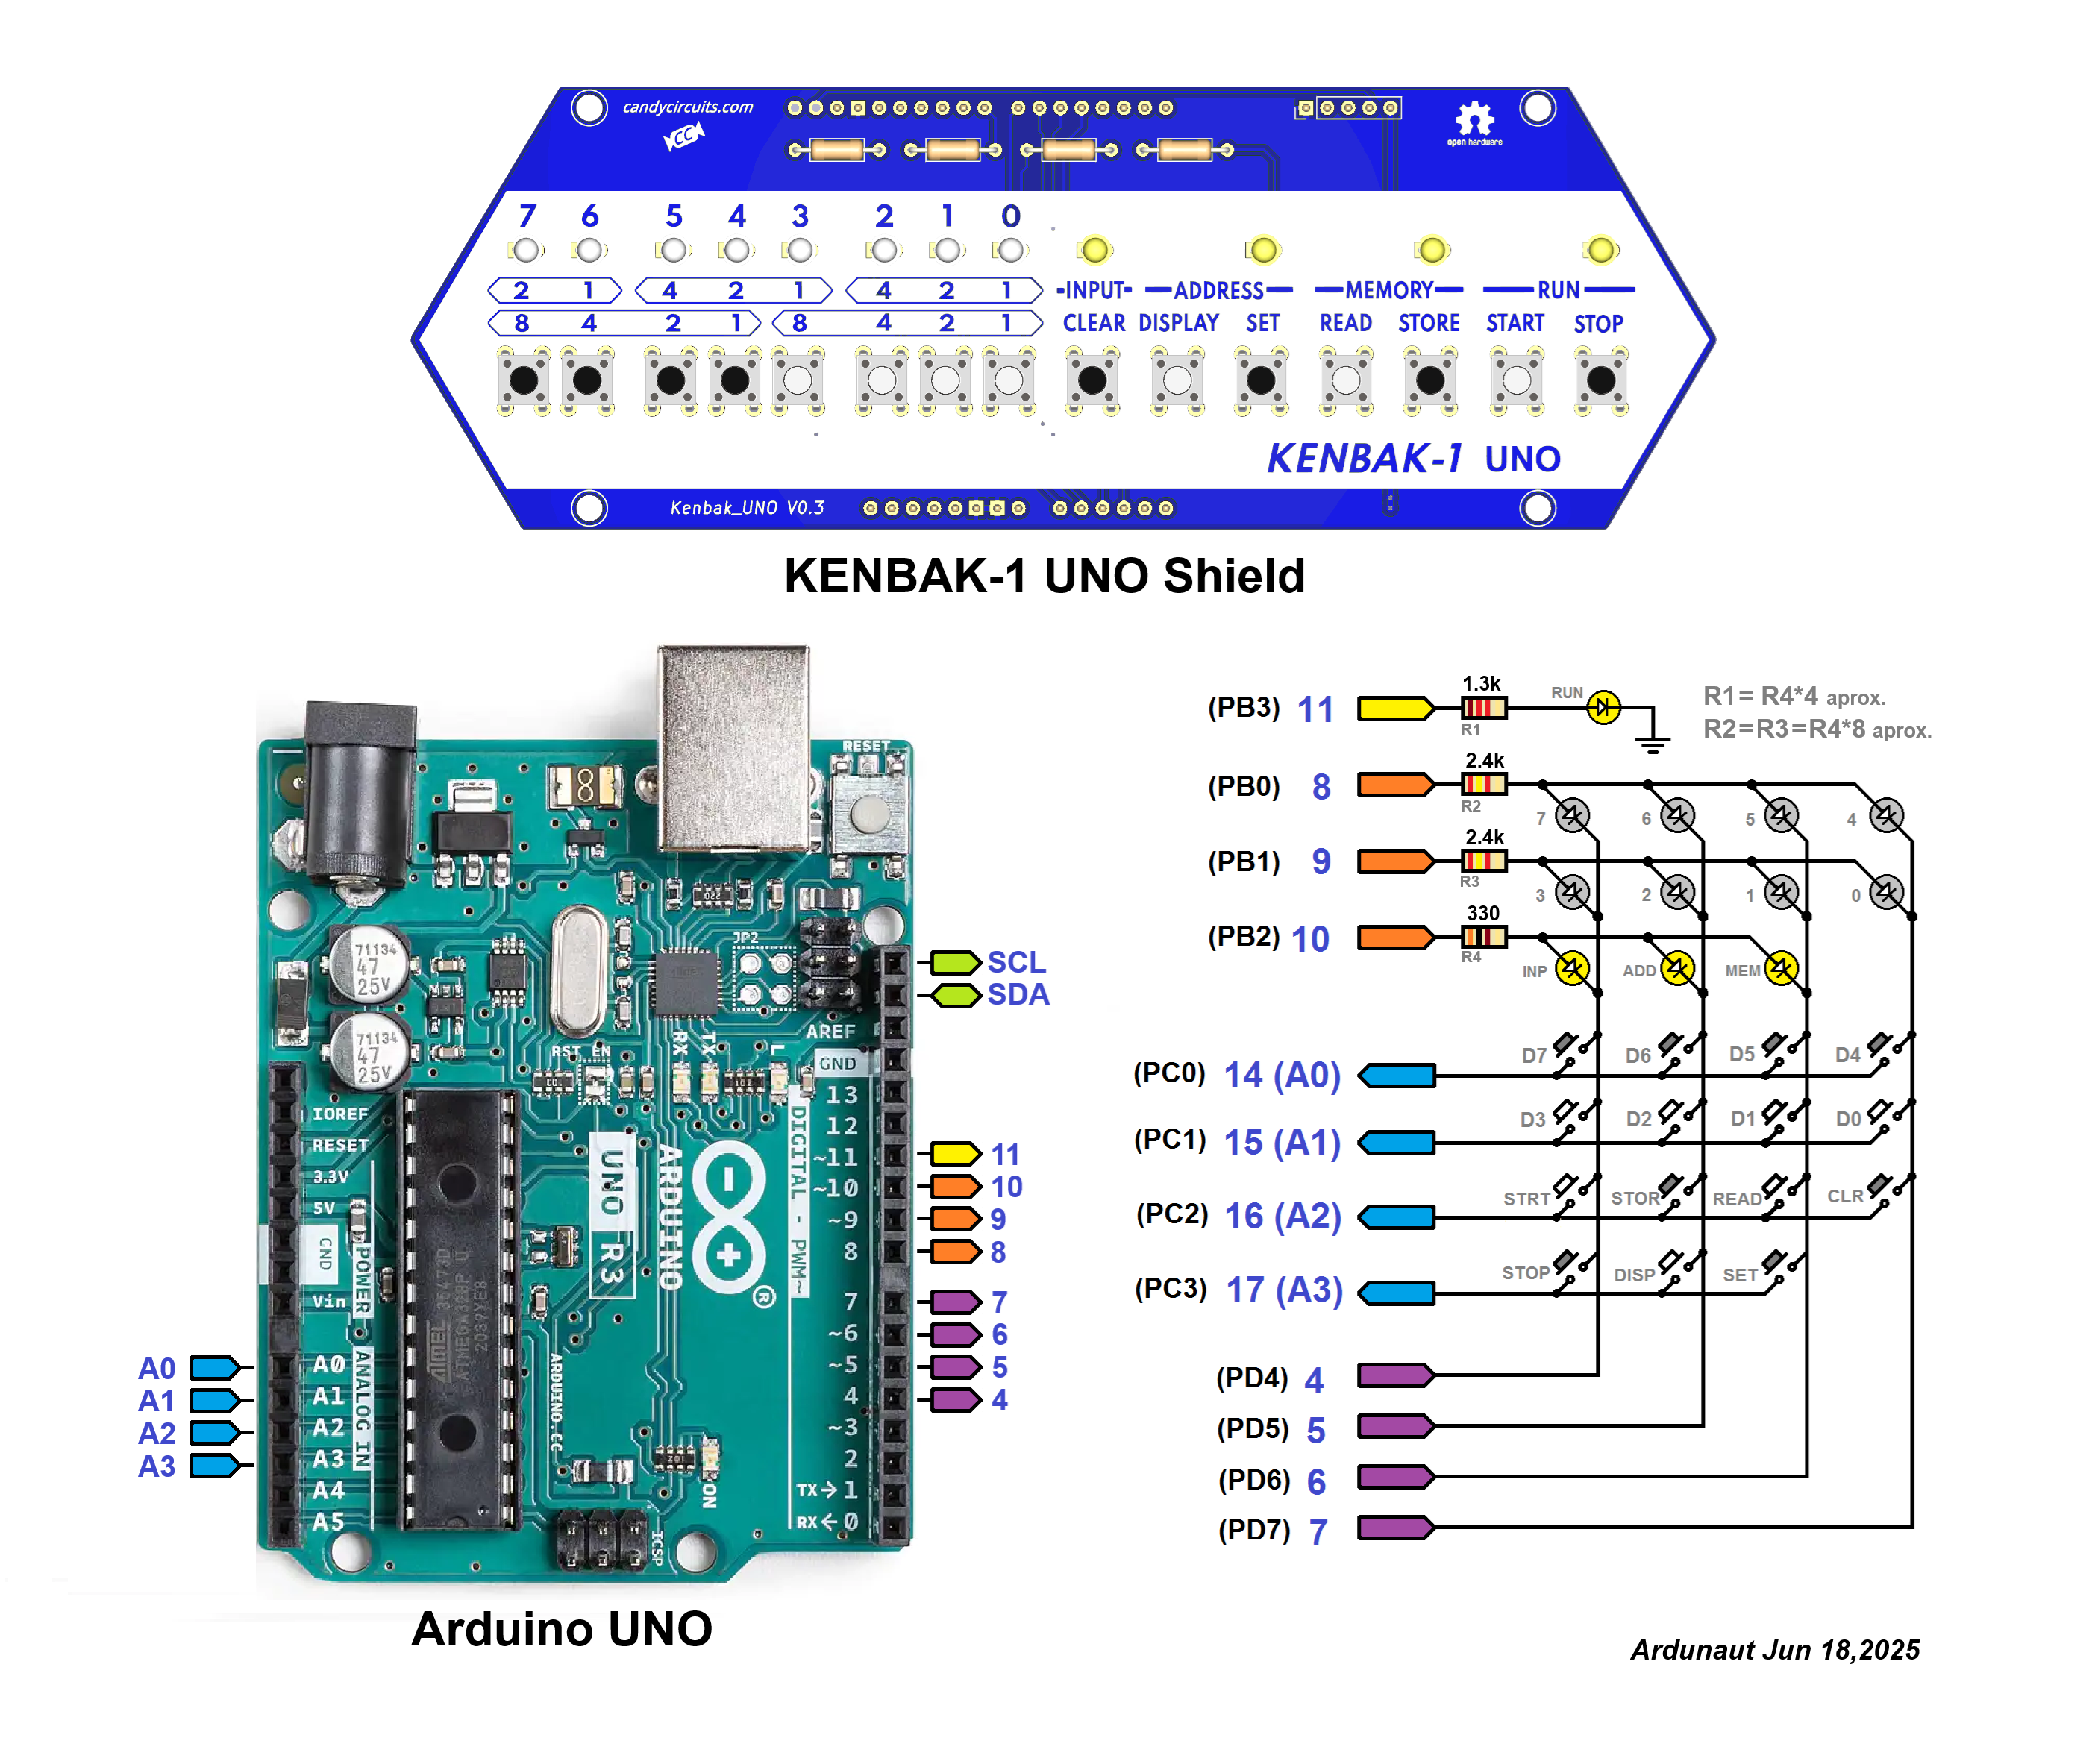 candycircuits.com
CC
open hardware
7 6 5 4 3 2 1 0
2 1 4 2 1 4 2 1 -INPUT- —ADDRESS— —MEMORY— —RUN—
8 4 2 1 8 4 2 1 CLEAR DISPLAY SET READ STORE START STOP
KENBAK-1 UNO
Kenbak_UNO V0.3
KENBAK-1 UNO Shield
RESET
71134
47
25V
71134
47
25V
JP2
SCL
SDA
AREF
RX TX L
RST EN
GND
IOREF
RESET
3.3V
5V
GND
Vin
POWER
A0 A0
A1 A1
A2 A2
A3 A3
A4
A5
ANALOG IN
ATMEL
ATMEGA328P U
ARDUINO
UNO R3
ARDUINO.CC
®
DIGITAL - PWM~
13
12
~11 11
~10 10
~9 9
8 8
7 7
~6 6
~5 5
4 4
~3
2
TX→1
RX←0
ON
ICSP
Arduino UNO
(PB3) 11 1.3k R1 RUN
R1= R4*4 aprox.
R2=R3=R4*8 aprox.
(PB0) 8 2.4k R2 7 6 5 4
(PB1) 9 2.4k R3 3 2 1 0
(PB2) 10 330 R4 INP ADD MEM
(PC0) 14 (A0) D7 D6 D5 D4
(PC1) 15 (A1) D3 D2 D1 D0
(PC2) 16 (A2) STRT STOR READ CLR
(PC3) 17 (A3) STOP DISP SET
(PD4) 4
(PD5) 5
(PD6) 6
(PD7) 7
Ardunaut Jun 18,2025